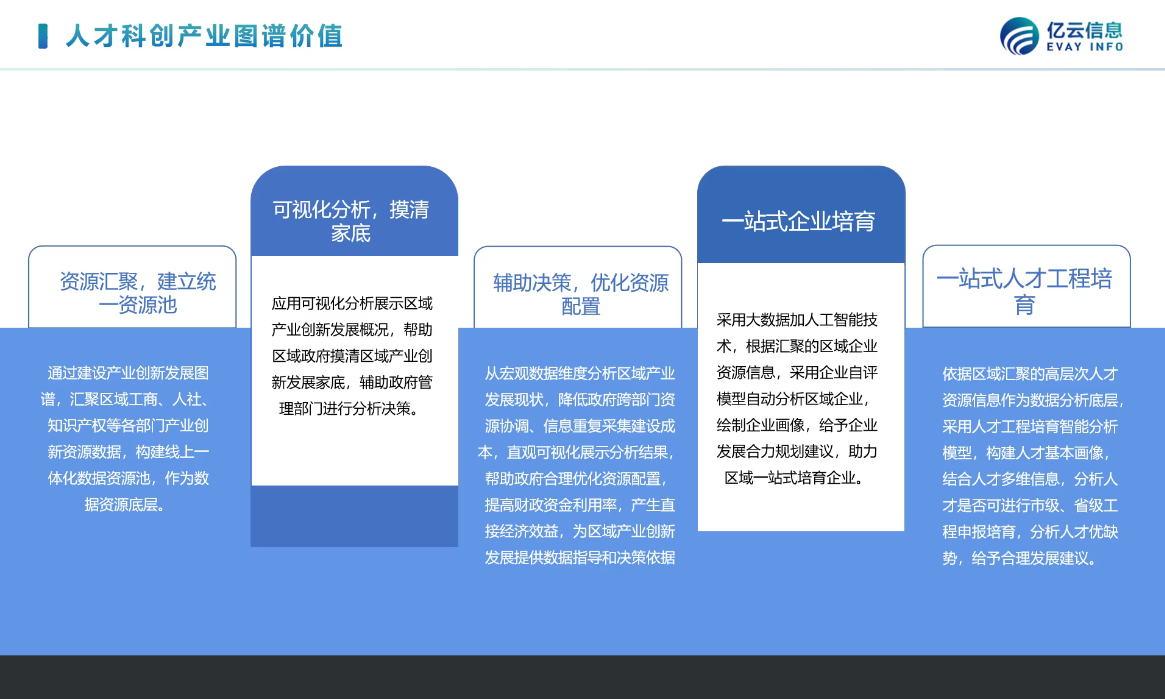 人才科创产业图谱价值
亿云信息
EVAY INFO
资源汇聚，建立统
一资源池
通过建设产业创新发展图
谱，汇聚区域工商、人社、
知识产权等各部门产业创
新资源数据，构建线上一
体化数据资源池，作为数
据资源底层。
可视化分析，摸清
家底
应用可视化分析展示区域
产业创新发展概况，帮助
区域政府摸清区域产业创
新发展家底，辅助政府管
理部门进行分析决策。
辅助决策，优化资源
配置
从宏观数据维度分析区域产业
发展现状，降低政府跨部门资
源协调、信息重复采集建设成
本，直观可视化展示分析结果，
帮助政府合理优化资源配置，
提高财政资金利用率，产生直
接经济效益，为区域产业创新
发展提供数据指导和决策依据
一站式企业培育
采用大数据加人工智能技
术，根据汇聚的区域企业
资源信息，采用企业自评
模型自动分析区域企业，
绘制企业画像，给予企业
发展合力规划建议，助力
区域一站式培育企业。
一站式人才工程培
育
依据区域汇聚的高层次人才
资源信息作为数据分析底层，
采用人才工程培育智能分析
模型，构建人才基本画像，
结合人才多维信息，分析人
才是否可进行市级、省级工
程申报培育，分析人才优缺
势，给予合理发展建议。